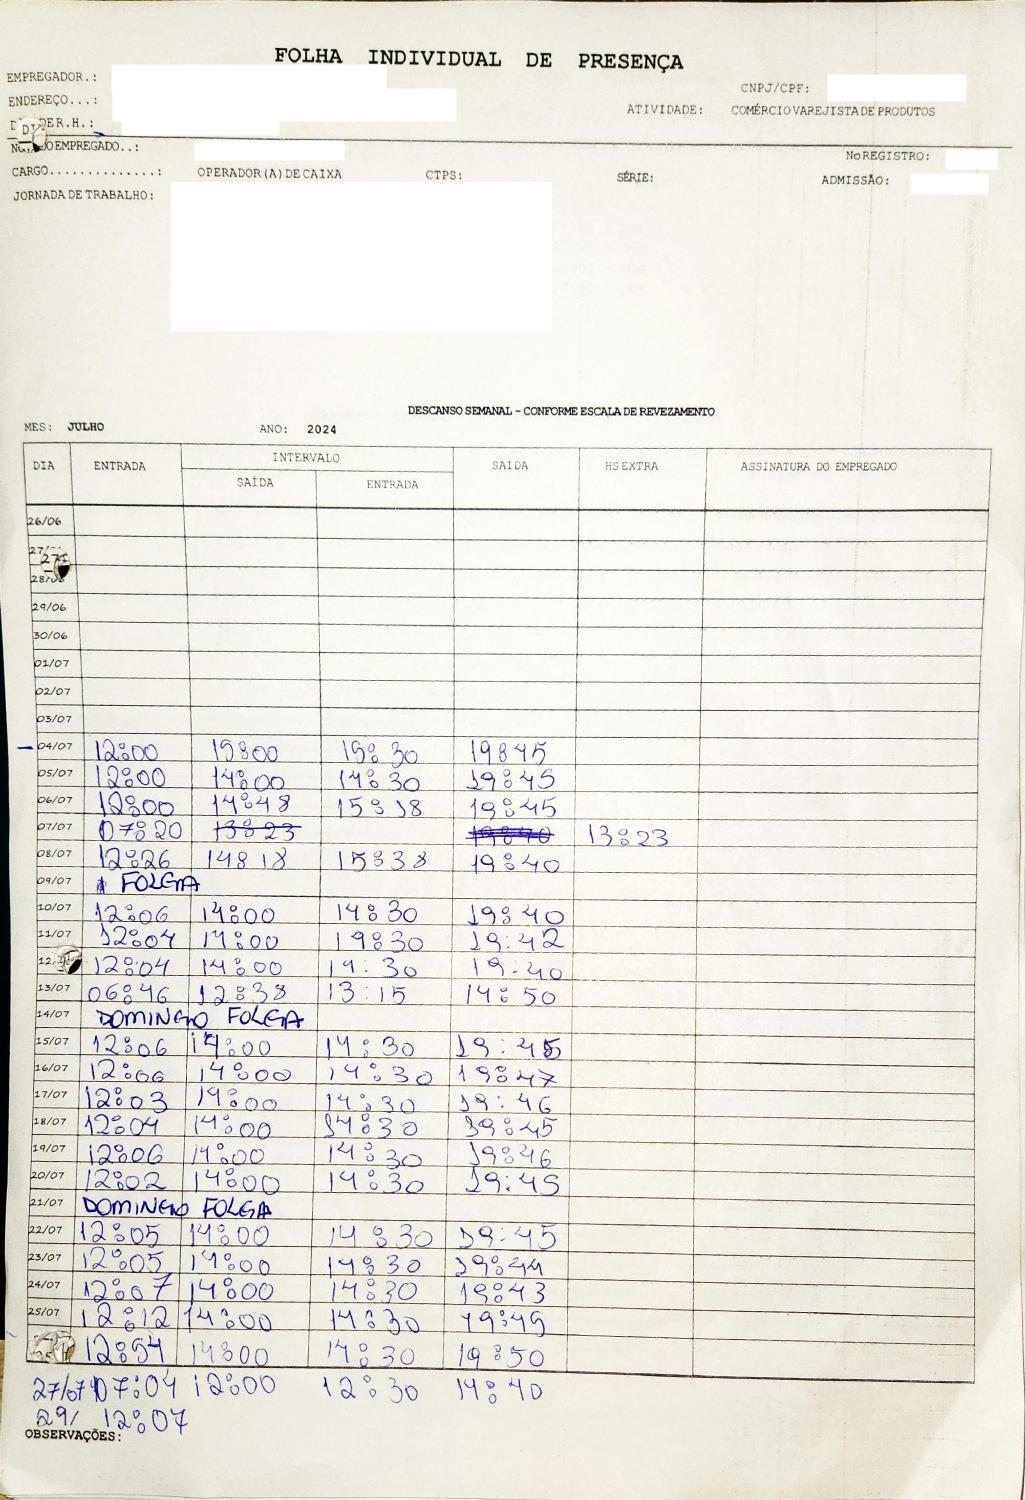 FOLHA INDIVIDUAL DE PRESENÇA
EMPREGADOR.:
CNPJ/CPF:
ENDEREÇO...:
ATIVIDADE: COMÉRCIO VAREJISTA DE PRODUTOS
DER.H.:
DO EMPREGADO..:
No REGISTRO:
CARGO..............: OPERADOR(A) DE CAIXA CTPS: SÉRIE: ADMISSÃO:
JORNADA DE TRABALHO:
DESCANSO SEMANAL - CONFORME ESCALA DE REVEZAMENTO
MES: JULHO ANO: 2024
DIA ENTRADA INTERVALO SAÍDA HS EXTRA ASSINATURA DO EMPREGADO
SAÍDA ENTRADA
26/06
27/
28/06
29/06
30/06
01/07
02/07
03/07
04/07 12:00 15:00 15:30 19:45
05/07 12:00 14:00 14:30 19:45
06/07 12:00 14:48 15:18 19:45
07/07 07:20 13:23 19:40 13:23
08/07 12:26 14:18 15:38 19:40
09/07 FOLGA
10/07 12:06 14:00 14:30 19:40
11/07 12:04 14:00 14:30 19:42
12/ 12:04 14:00 14:30 19:40
13/07 06:46 12:38 13:15 14:50
14/07 DOMINGO FOLGA
15/07 12:06 14:00 14:30 19:45
16/07 12:06 14:00 14:30 19:47
17/07 12:03 14:00 14:30 19:46
18/07 12:04 14:00 14:30 19:45
19/07 12:06 14:00 14:30 19:46
20/07 12:02 14:00 14:30 19:45
21/07 DOMINGO FOLGA
22/07 12:05 14:00 14:30 19:45
23/07 12:05 14:00 14:30 19:44
24/07 12:07 14:00 14:30 19:43
25/07 12:12 14:00 14:30 19:45
12:54 14:00 14:30 19:50
27/07 07:04 12:00 12:30 14:40
29/ 12:07
OBSERVAÇÕES: